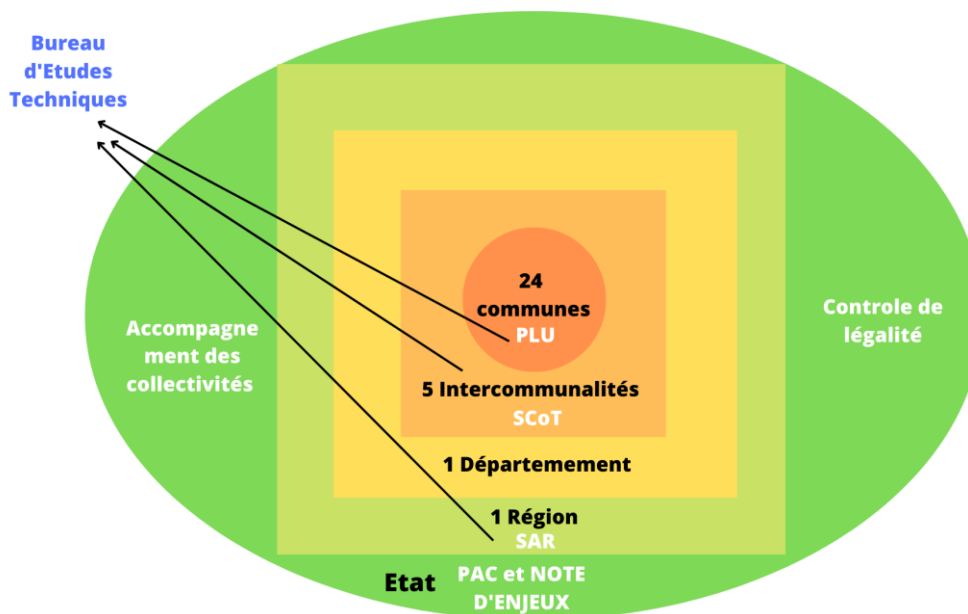 Bureau
d'Etudes
Techniques
24
communes
PLU
Controle de
légalité
Accompagne
ment des
collectivités
5 Intercommunalités
SCoT
1 Départemement
1 Région
SAR
Etat
PAC et NOTE
D'ENJEUX